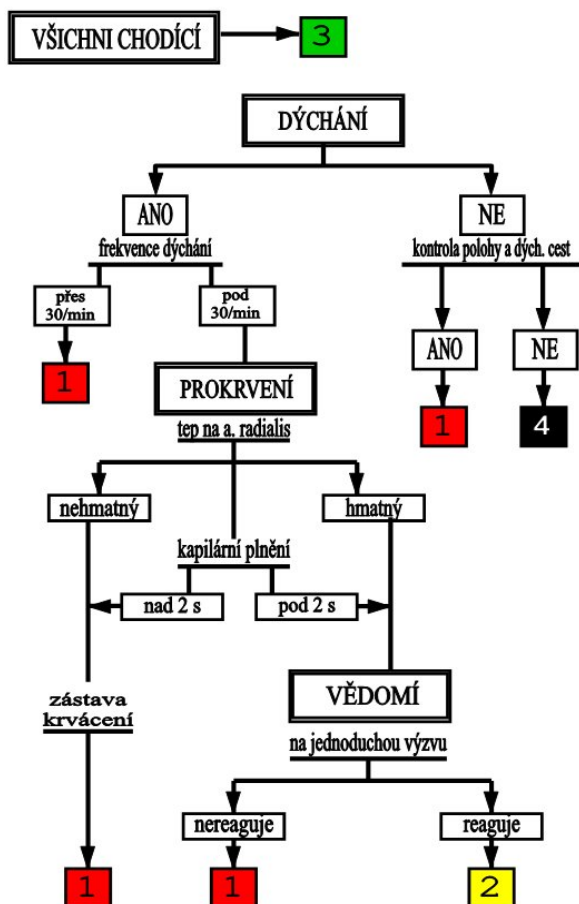 VŠICHNI CHODÍCÍ
3
DÝCHÁNÍ
ANO
NE
frekvence dýchání
kontrola polohy a dých. cest
přes
30/min
pod
30/min
ANO
NE
1
1
4
PROKRVENÍ
tep na a. radialis
nehmatný
hmatný
kapilární plnění
nad 2 s
pod 2 s
VĚDOMÍ
zástava
krvácení
na jednoduchou výzvu
nereaguje
reaguje
1
1
2